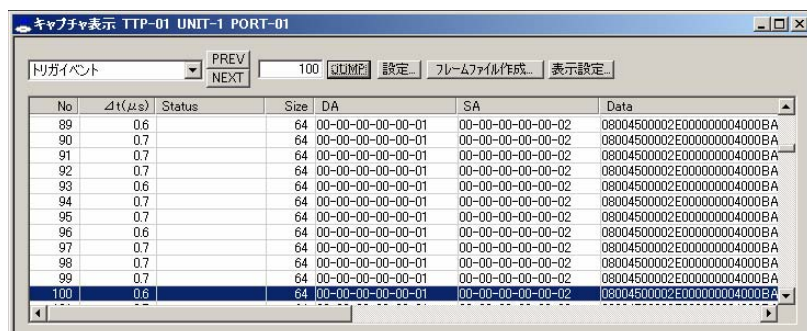 キャプチャ表示 TTP-01 UNIT-1 PORT-01
トリガイベント PREV NEXT 100 JUMP 設定... フレームファイル作成... 表示設定...
No Δt(μs) Status Size DA SA Data
89 0.6 64 00-00-00-00-00-01 00-00-00-00-00-02 08004500002E000000004000BA
90 0.7 64 00-00-00-00-00-01 00-00-00-00-00-02 08004500002E000000004000BA
91 0.7 64 00-00-00-00-00-01 00-00-00-00-00-02 08004500002E000000004000BA
92 0.7 64 00-00-00-00-00-01 00-00-00-00-00-02 08004500002E000000004000BA
93 0.6 64 00-00-00-00-00-01 00-00-00-00-00-02 08004500002E000000004000BA
94 0.7 64 00-00-00-00-00-01 00-00-00-00-00-02 08004500002E000000004000BA
95 0.7 64 00-00-00-00-00-01 00-00-00-00-00-02 08004500002E000000004000BA
96 0.6 64 00-00-00-00-00-01 00-00-00-00-00-02 08004500002E000000004000BA
97 0.7 64 00-00-00-00-00-01 00-00-00-00-00-02 08004500002E000000004000BA
98 0.7 64 00-00-00-00-00-01 00-00-00-00-00-02 08004500002E000000004000BA
99 0.7 64 00-00-00-00-00-01 00-00-00-00-00-02 08004500002E000000004000BA
100 0.6 64 00-00-00-00-00-01 00-00-00-00-00-02 08004500002E000000004000BA